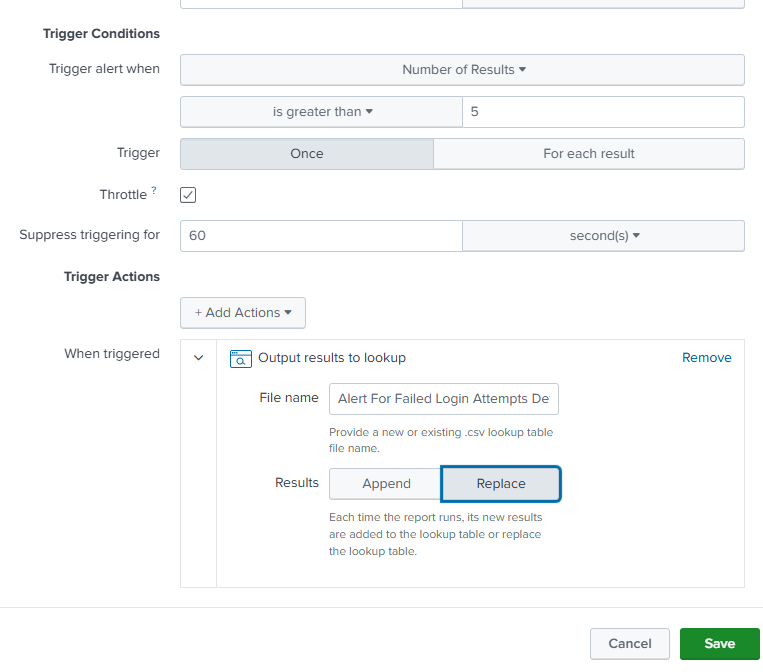 Trigger Conditions
Trigger alert when
Number of Results
is greater than
5
Trigger
Once
For each result
Throttle ?
Suppress triggering for
60
second(s)
Trigger Actions
+ Add Actions
When triggered
Output results to lookup
Remove
File name
Alert For Failed Login Attempts De
Provide a new or existing .csv lookup table
file name.
Results
Append
Replace
Each time the report runs, its new results
are added to the lookup table or replace
the lookup table.
Cancel
Save